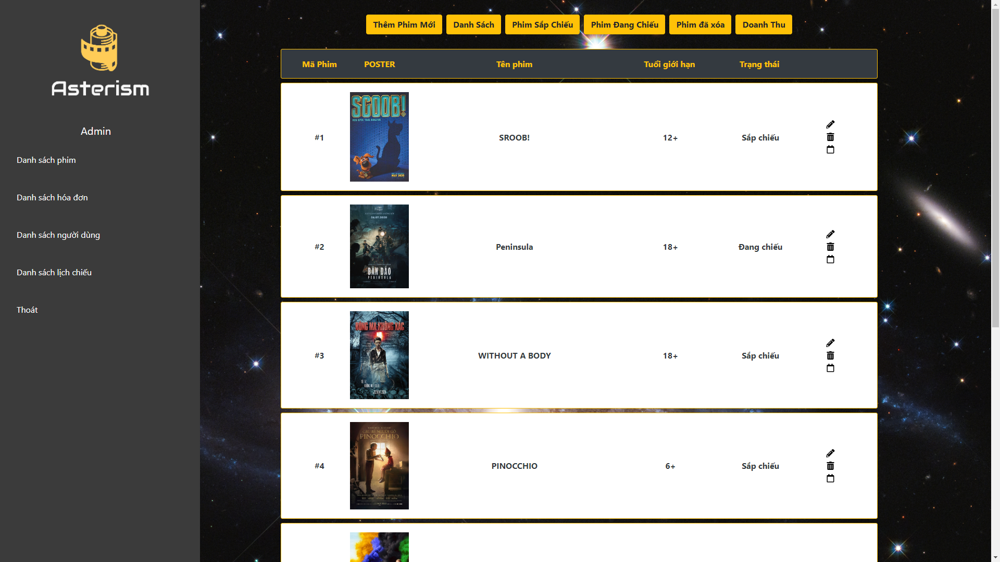 Asterism
Admin
Danh sách phim
Danh sách hóa đơn
Danh sách người dùng
Danh sách lịch chiếu
Thoát
Thêm Phim Mới Danh Sách Phim Sắp Chiếu Phim Đang Chiếu Phim đã xóa Doanh Thu
Mã Phim POSTER Tên phim Tuổi giới hạn Trạng thái
SCOOB!
HIS EPIC TAIL BEGINS
MAY 2020
#1 SROOB! 12+ Sắp chiếu
24.07.2020
BÁN ĐẢO
PENINSULA
#2 Peninsula 18+ Đang chiếu
BÓNG MA KHÔNG XÁC
#3 WITHOUT A BODY 18+ Sắp chiếu
CẬU BÉ NGƯỜI GỖ
PINOCCHIO
#4 PINOCCHIO 6+ Sắp chiếu